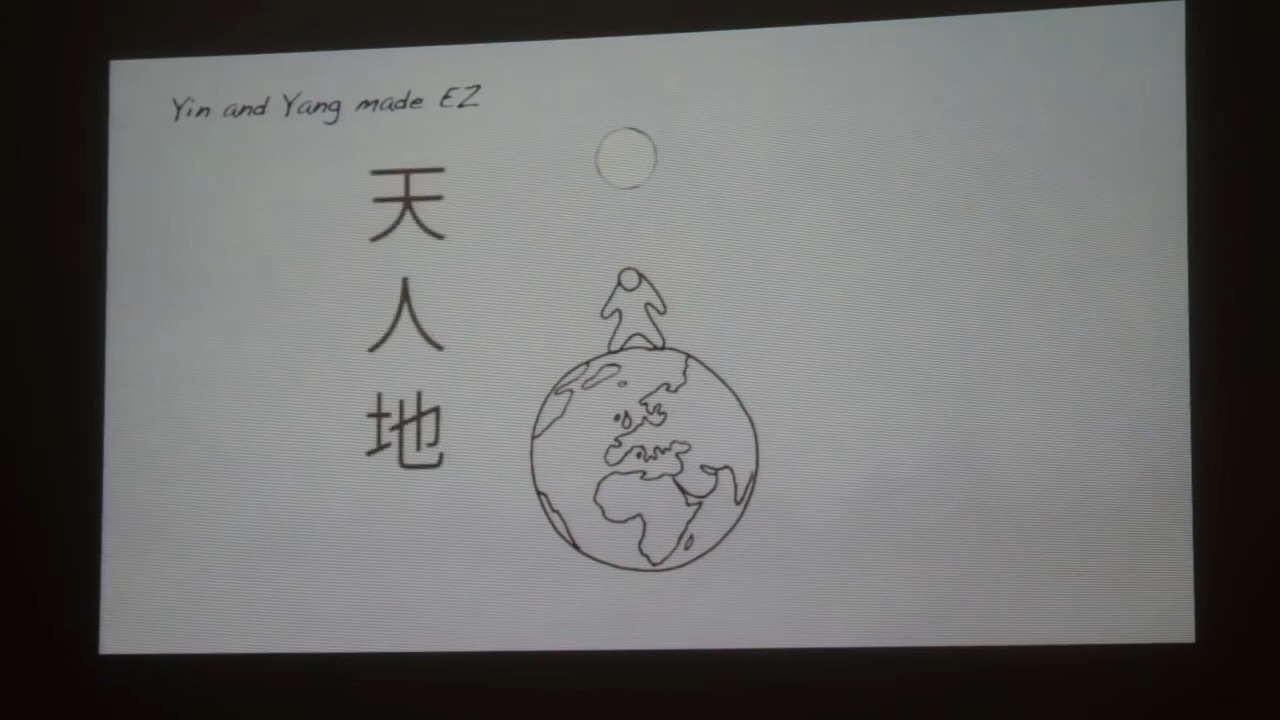 Yin and Yang made EZ
天
人
地